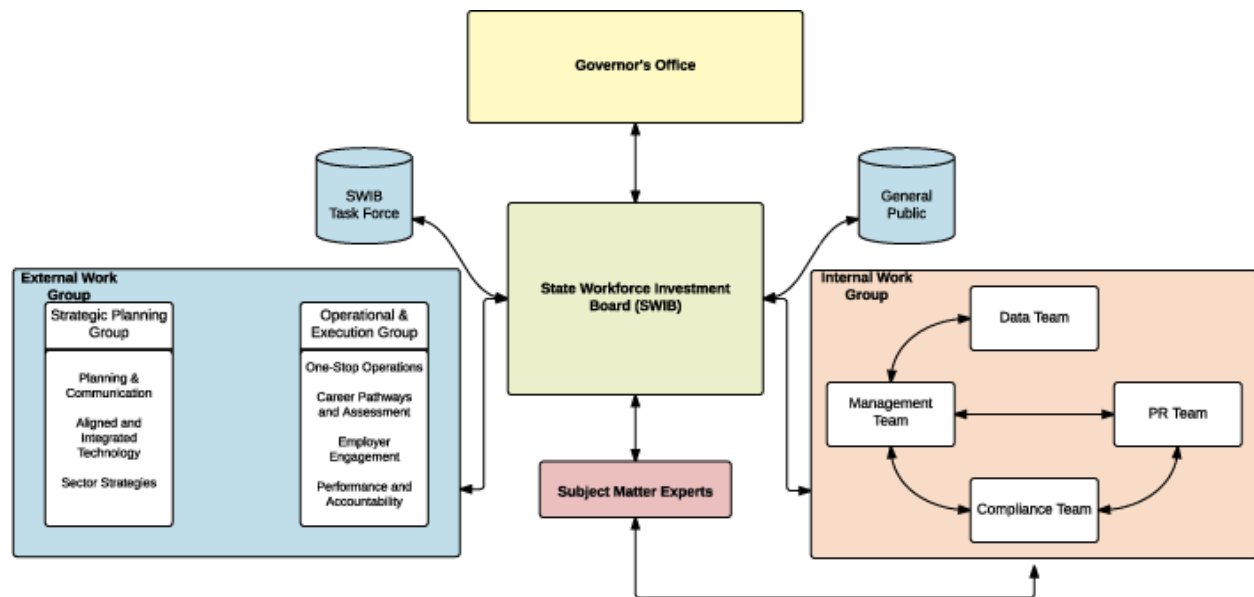 Governor's Office
SWIB
Task Force
General
Public
State Workforce Investment
Board (SWIB)
External Work
Group
Strategic Planning
Group
Planning &
Communication
Aligned and
Integrated
Technology
Sector Strategies
Operational &
Execution Group
One-Stop Operations
Career Pathways
and Assessment
Employer
Engagement
Performance and
Accountability
Subject Matter Experts
Internal Work
Group
Data Team
Management
Team
PR Team
Compliance Team